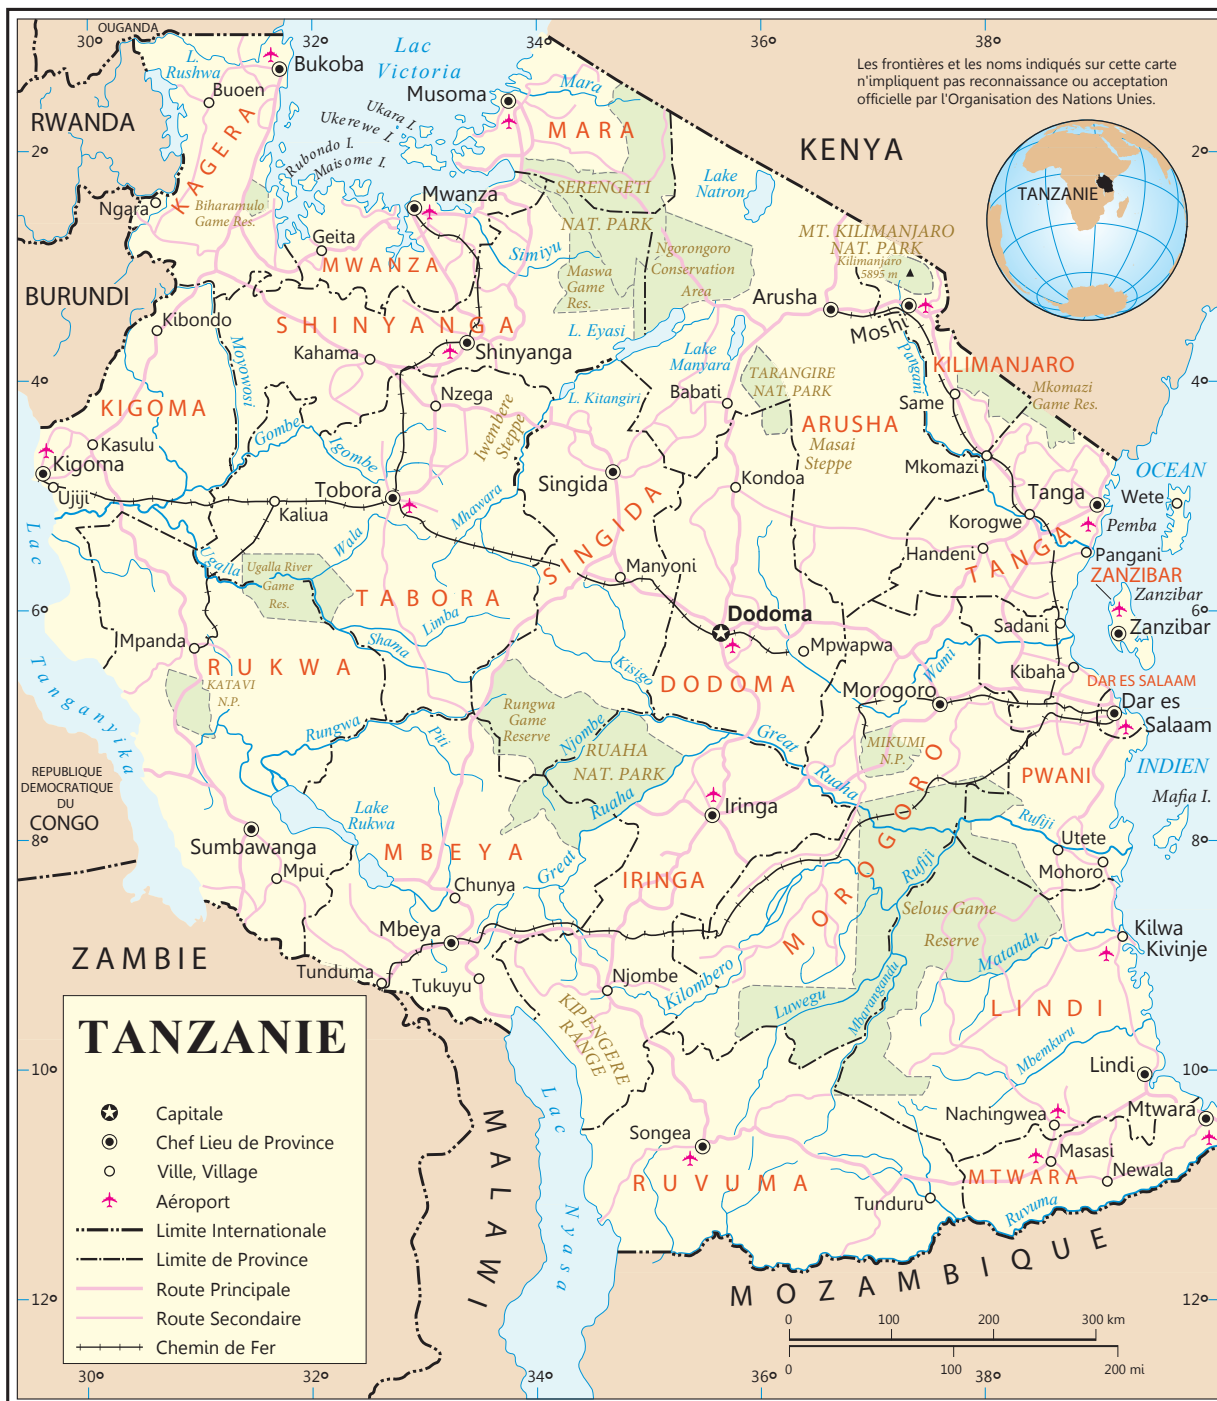 OUGANDA
30°
32°
34°
36°
38°
Lac
Victoria
L.
Rushwa
Bukoba
Buoen
Musoma
Mara
Ukara I.
Ukerewe I.
Rubondo I.
Maisome I.
MARA
Les frontières et les noms indiqués sur cette carte
n'impliquent pas reconnaissance ou acceptation
officielle par l'Organisation des Nations Unies.
RWANDA
KENYA
2°
2°
KAGERA
TANZANIE
Ngara
Biharamulo
Game Res.
Mwanza
SERENGETI
NAT. PARK
Lake
Natron
Geita
MWANZA
Simiyu
Maswa
Game
Res.
Ngorongoro
Conservation
Area
MT. KILIMANJARO
NAT. PARK
Kilimanjaro
5895 m
BURUNDI
Arusha
Moshi
Kibondo
SHINYANGA
L. Eyasi
Kahama
Shinyanga
Lake
Manyara
Pangani
KILIMANJARO
Moyowosi
TARANGIRE
NAT. PARK
Mkomazi
Game Res.
4°
4°
Nzega
L. Kitangiri
Babati
Same
KIGOMA
Iwembere
Steppe
ARUSHA
Masai
Steppe
Kasulu
Gombe
Igombe
Kigoma
Mkomazi
OCEAN
Ujiji
Tobora
Singida
Kondoa
Tanga
Wete
Kaliua
Mhawara
Korogwe
Pemba
Lac
Tanganyika
Wala
SINGIDA
Handeni
TANGA
Pangani
Ugalla
Ugalla River
Game
Res.
Manyoni
ZANZIBAR
Zanzibar
TABORA
6°
6°
Limba
Dodoma
Sadani
Zanzibar
Mpanda
Shama
Mpwapwa
Wami
RUKWA
Kisigo
Kibaha
KATAVI
N.P.
DODOMA
Morogoro
DAR ES SALAAM
Rungwa
Game
Reserve
Dar es
Salaam
Rungwa
Piti
Njombe
Great
Ruaha
MIKUMI
N.P.
RUAHA
NAT. PARK
REPUBLIQUE
DEMOCRATIQUE
DU
CONGO
PWANI
INDIEN
Ruaha
Mafia I.
Lake
Rukwa
Iringa
Rufiji
Sumbawanga
8°
8°
Utete
MBEYA
Great
MOROGORO
Mpui
IRINGA
Rufiji
Mohoro
Chunya
Selous Game
Reserve
Mbeya
Kilwa
Kivinje
ZAMBIE
Matandu
Tunduma
Tukuyu
Njombe
Kilombero
Mbarangandu
Luwegu
KIPENGERE
RANGE
LINDI
TANZANIE
Mbemkuru
10°
10°
Lindi
Lac
Nyasa
Capitale
Chef Lieu de Province
Ville, Village
Aéroport
Limite Internationale
Limite de Province
Route Principale
Route Secondaire
Chemin de Fer
MALAWI
Nachingwea
Mtwara
Songea
Masasi
RUVUMA
MTWARA
Newala
Tunduru
Ruvuma
MOZAMBIQUE
12°
12°
0 100 200 300 km
0 100 200 mi
30°
32°
34°
36°
38°